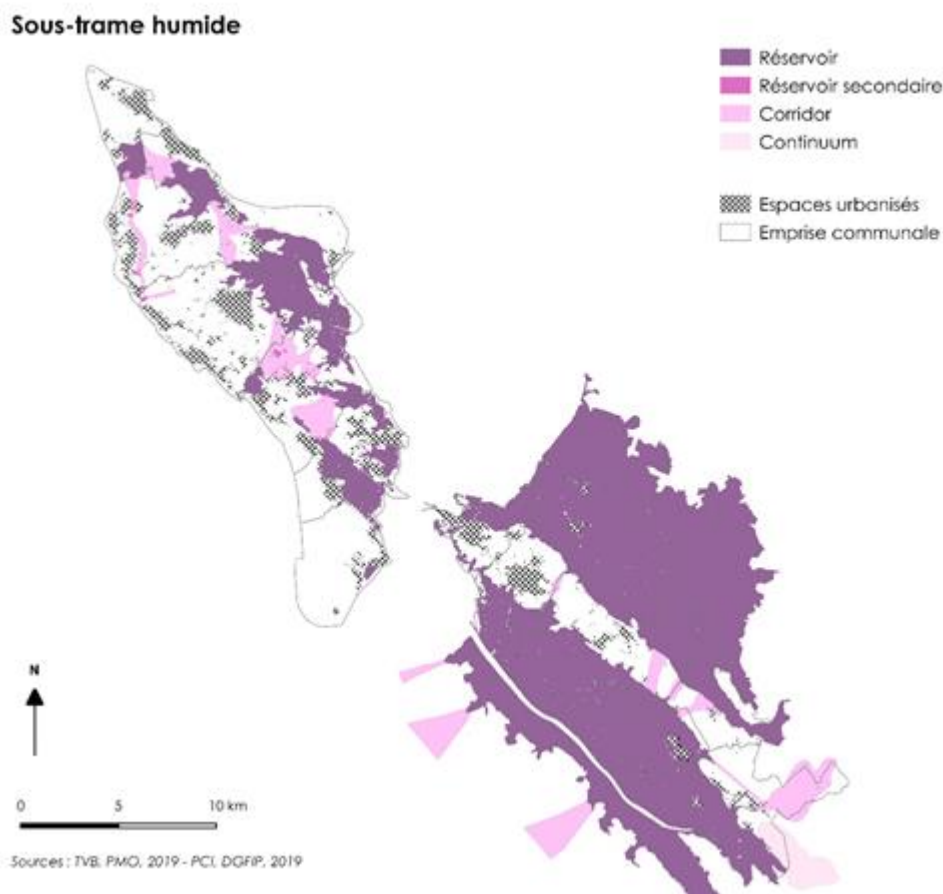 Sous-trame humide
Réservoir
Réservoir secondaire
Corridor
Continuum
Espaces urbanisés
Emprise communale
N
0 5 10 km
Sources : TVB, PMO, 2019 - PCI, DGFIP, 2019